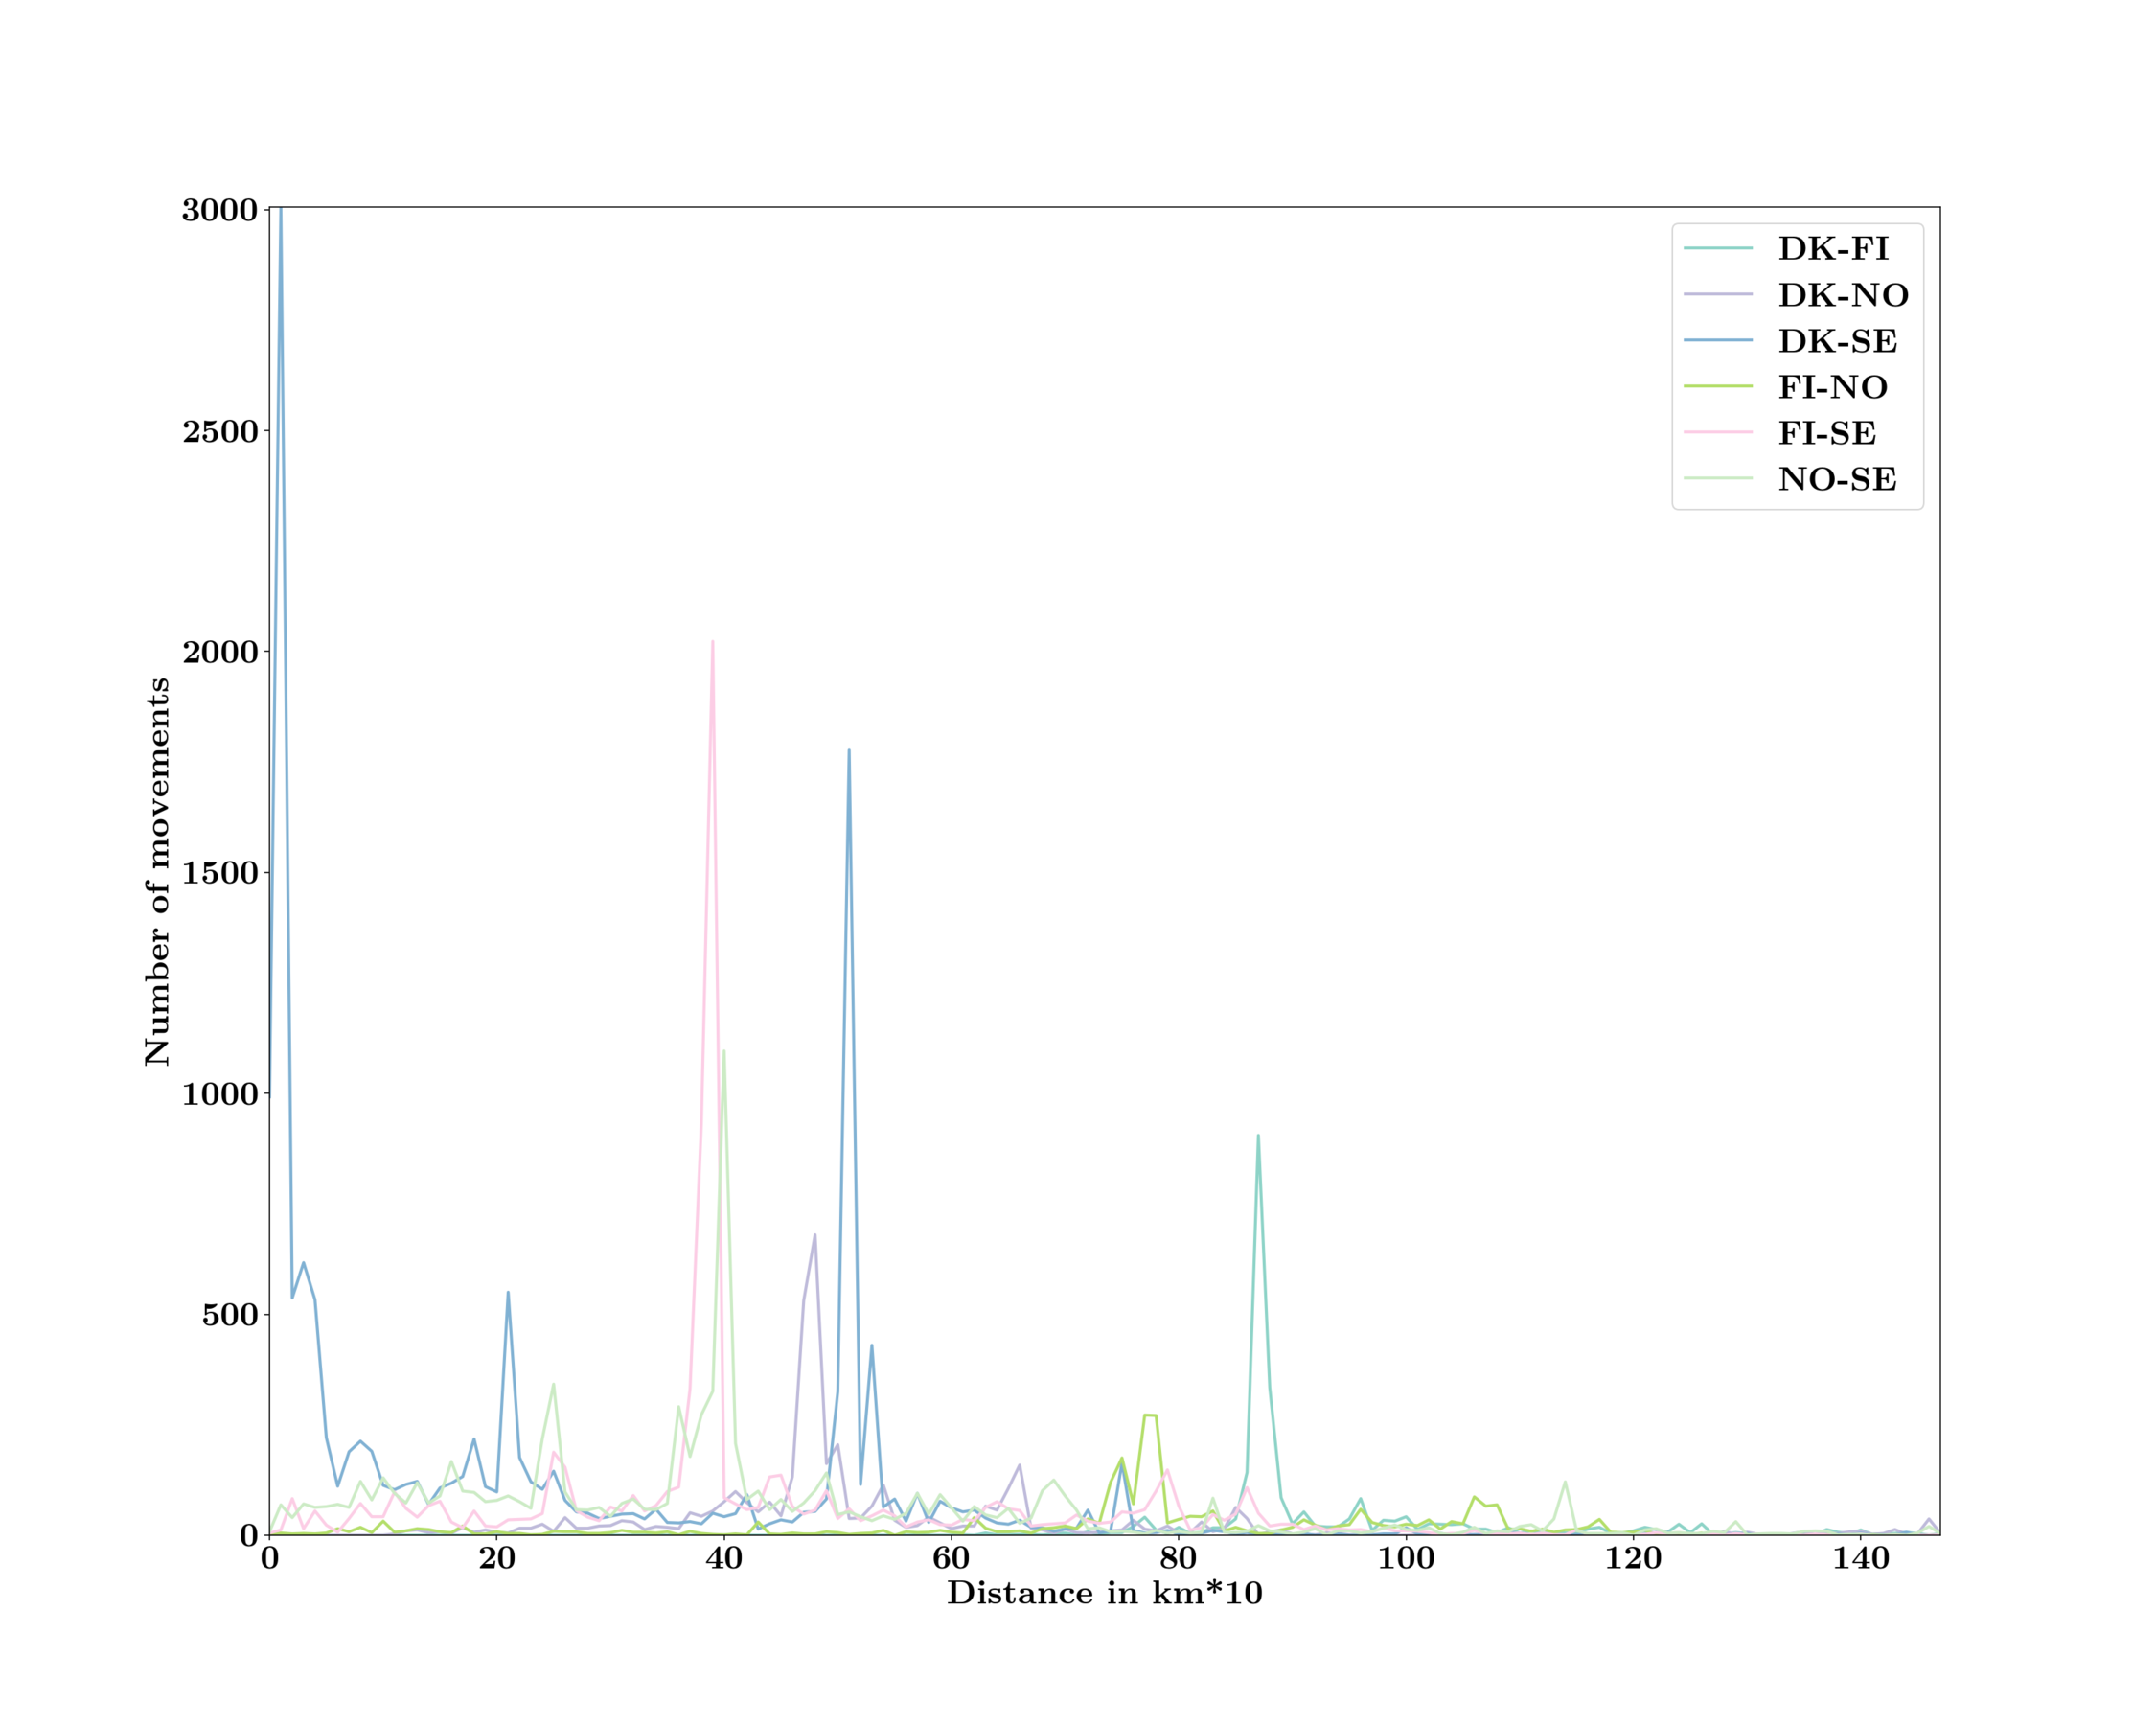 3000
2500
2000
1500
1000
500
0
Number of movements
0 20 40 60 80 100 120 140
Distance in km*10
DK-FI
DK-NO
DK-SE
FI-NO
FI-SE
NO-SE